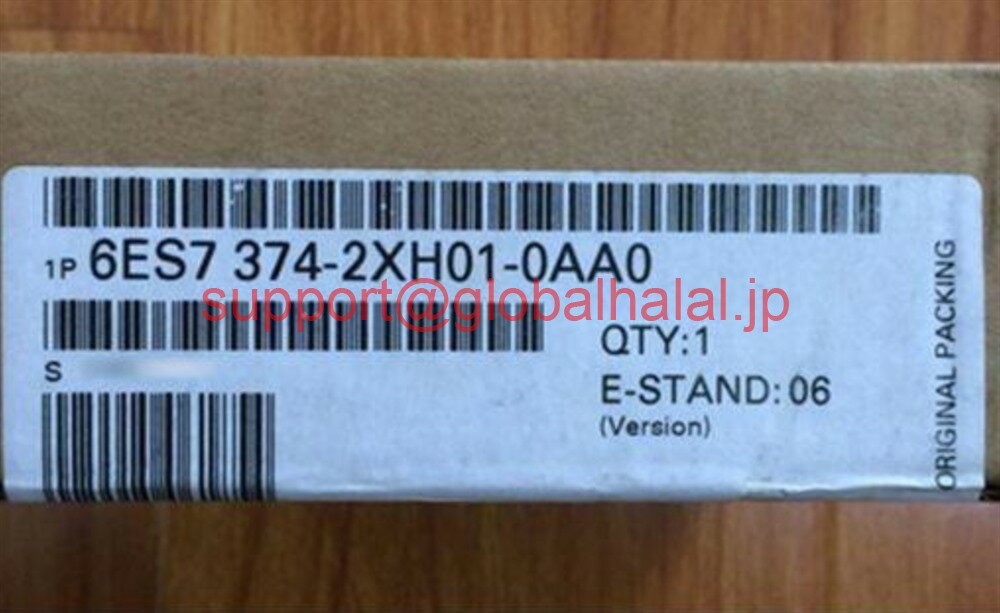 1P 6ES7 374-2XH01-0AA0
support@globalhalal.jp
QTY:1
S
E-STAND: 06
(Version)
ORIGINAL PACKING